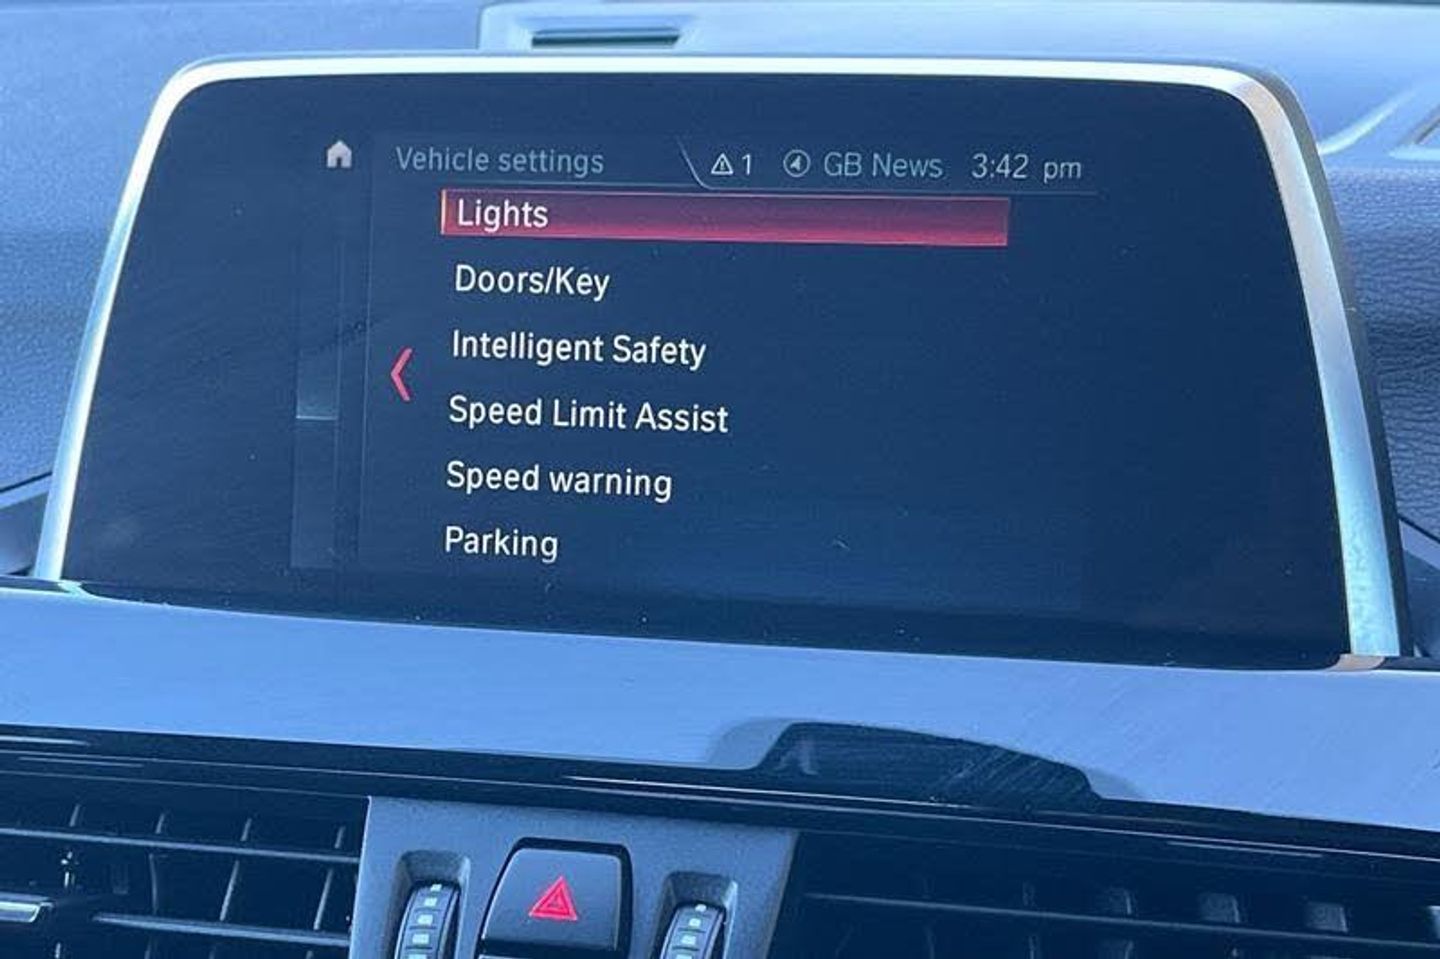 Vehicle settings 1 GB News 3:42 pm
Lights
Doors/Key
Intelligent Safety
Speed Limit Assist
Speed warning
Parking